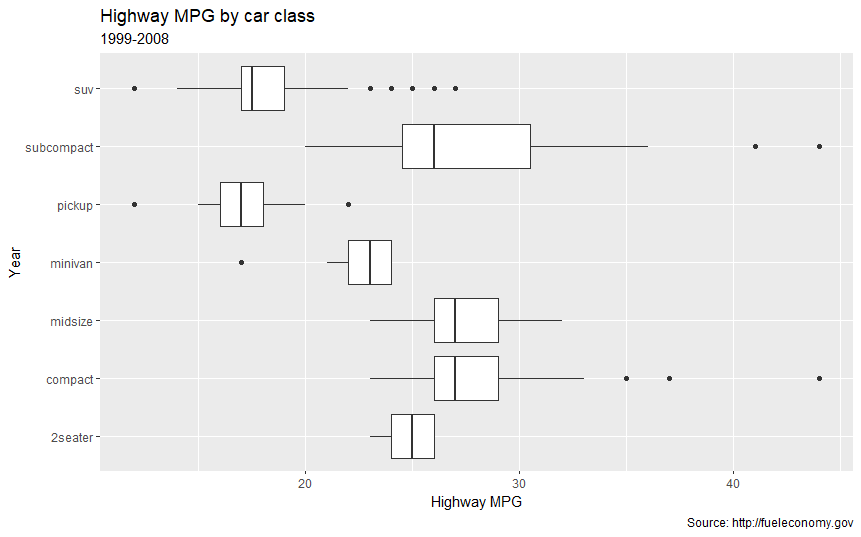 Highway MPG by car class
1999-2008
suv
subcompact
pickup
minivan
midsize
compact
2seater
Year
20 30 40
Highway MPG
Source: http://fueleconomy.gov